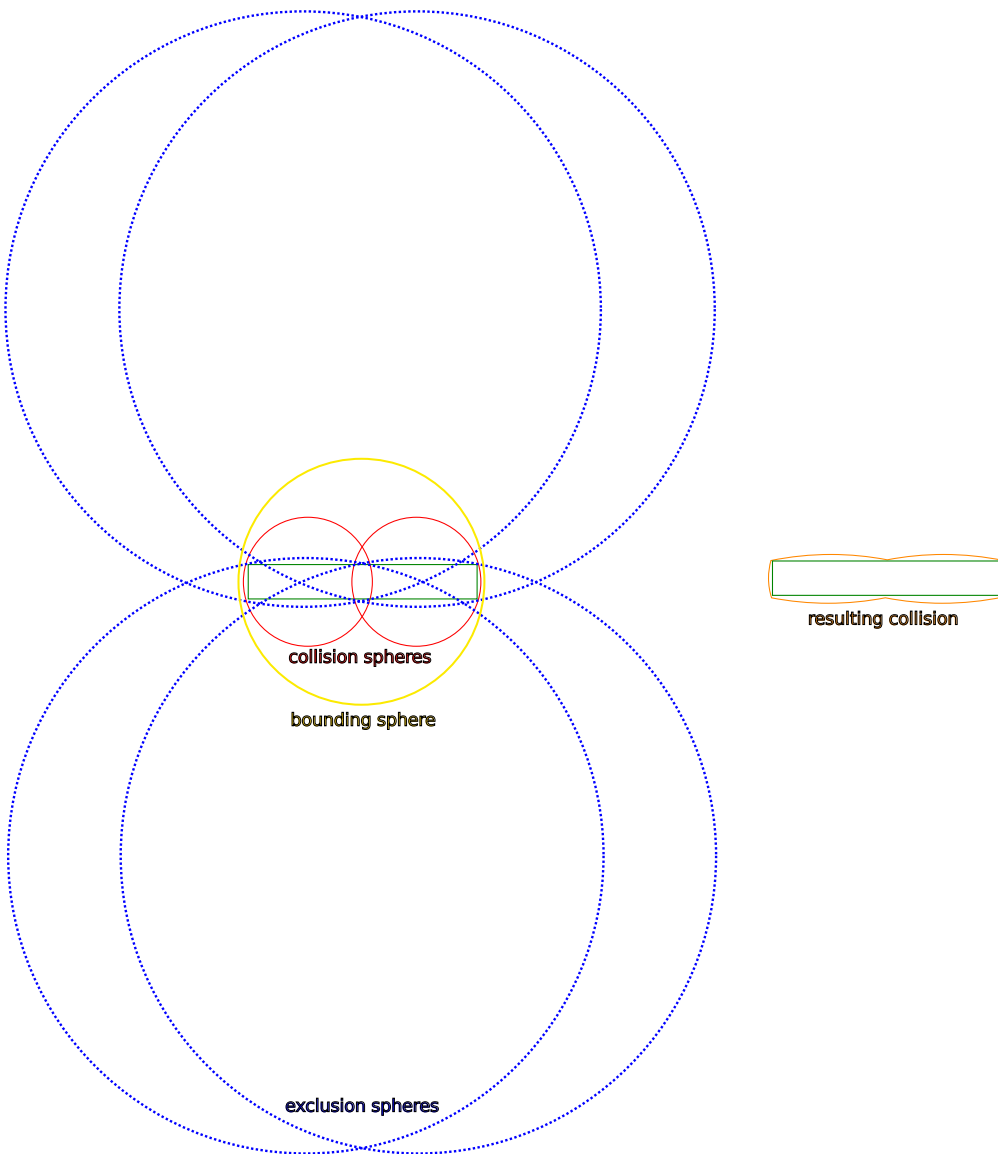 resulting collision
collision spheres
bounding sphere
exclusion spheres